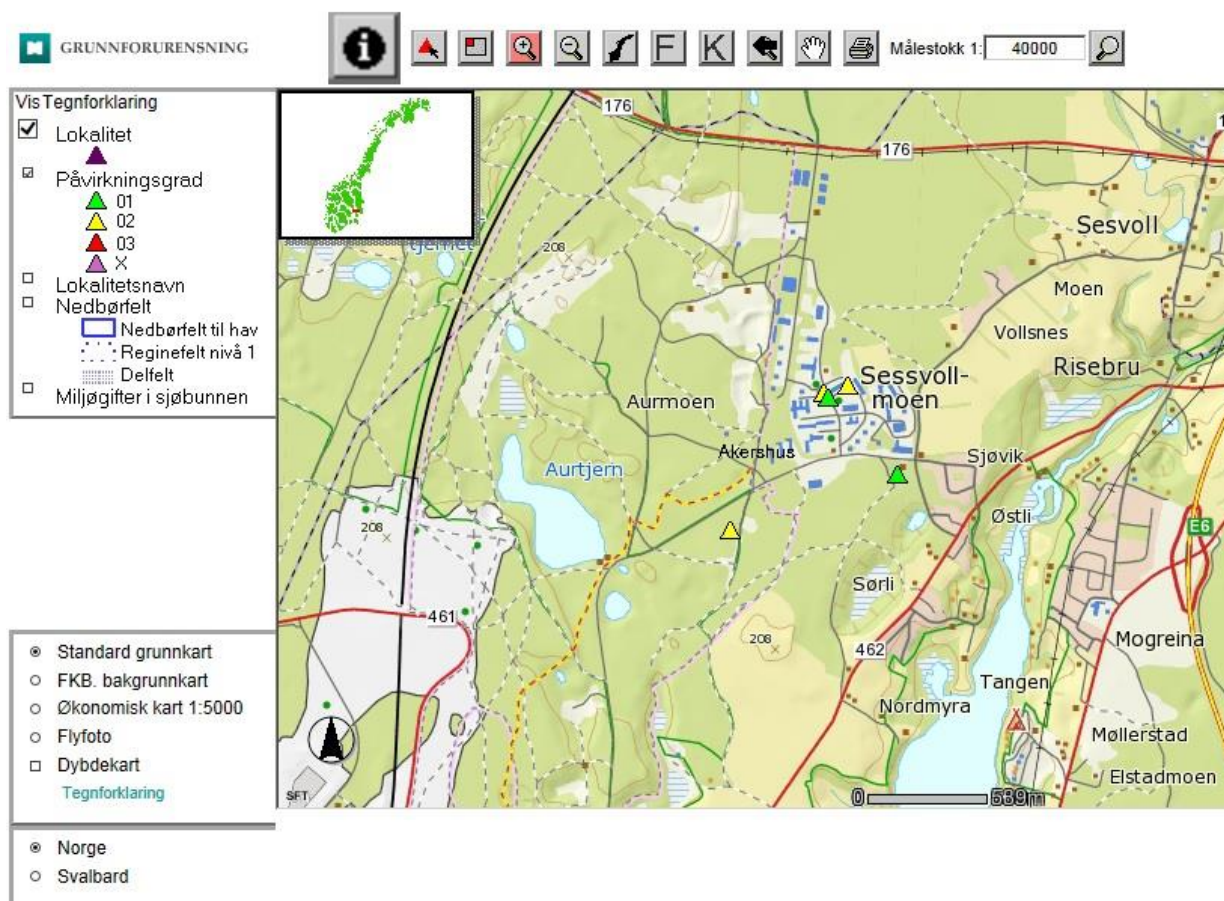 GRUNNFORURENSNING
F K Målestokk 1: 40000
Vis Tegnforklaring
Lokalitet
Påvirkningsgrad
01
02
03
X
Lokalitetsnavn
Nedbørfelt
Nedbørfelt til hav
Reginefelt nivå 1
Delfelt
Miljøgifter i sjøbunnen
Standard grunnkart
FKB. bakgrunnkart
Økonomisk kart 1:5000
Flyfoto
Dybdekart
Tegnforklaring
Norge
Svalbard
176
176
Sesvoll
208
Moen
Vollsnes
Risebru
Sessvoll-
moen
Aurmoen
Akershus
Aurtjern
Sjøvik
208
Østli
E6
Sørli
461
208
462
Mogreina
Tangen
Nordmyra
Møllerstad
Elstadmoen
SFT
0 539m